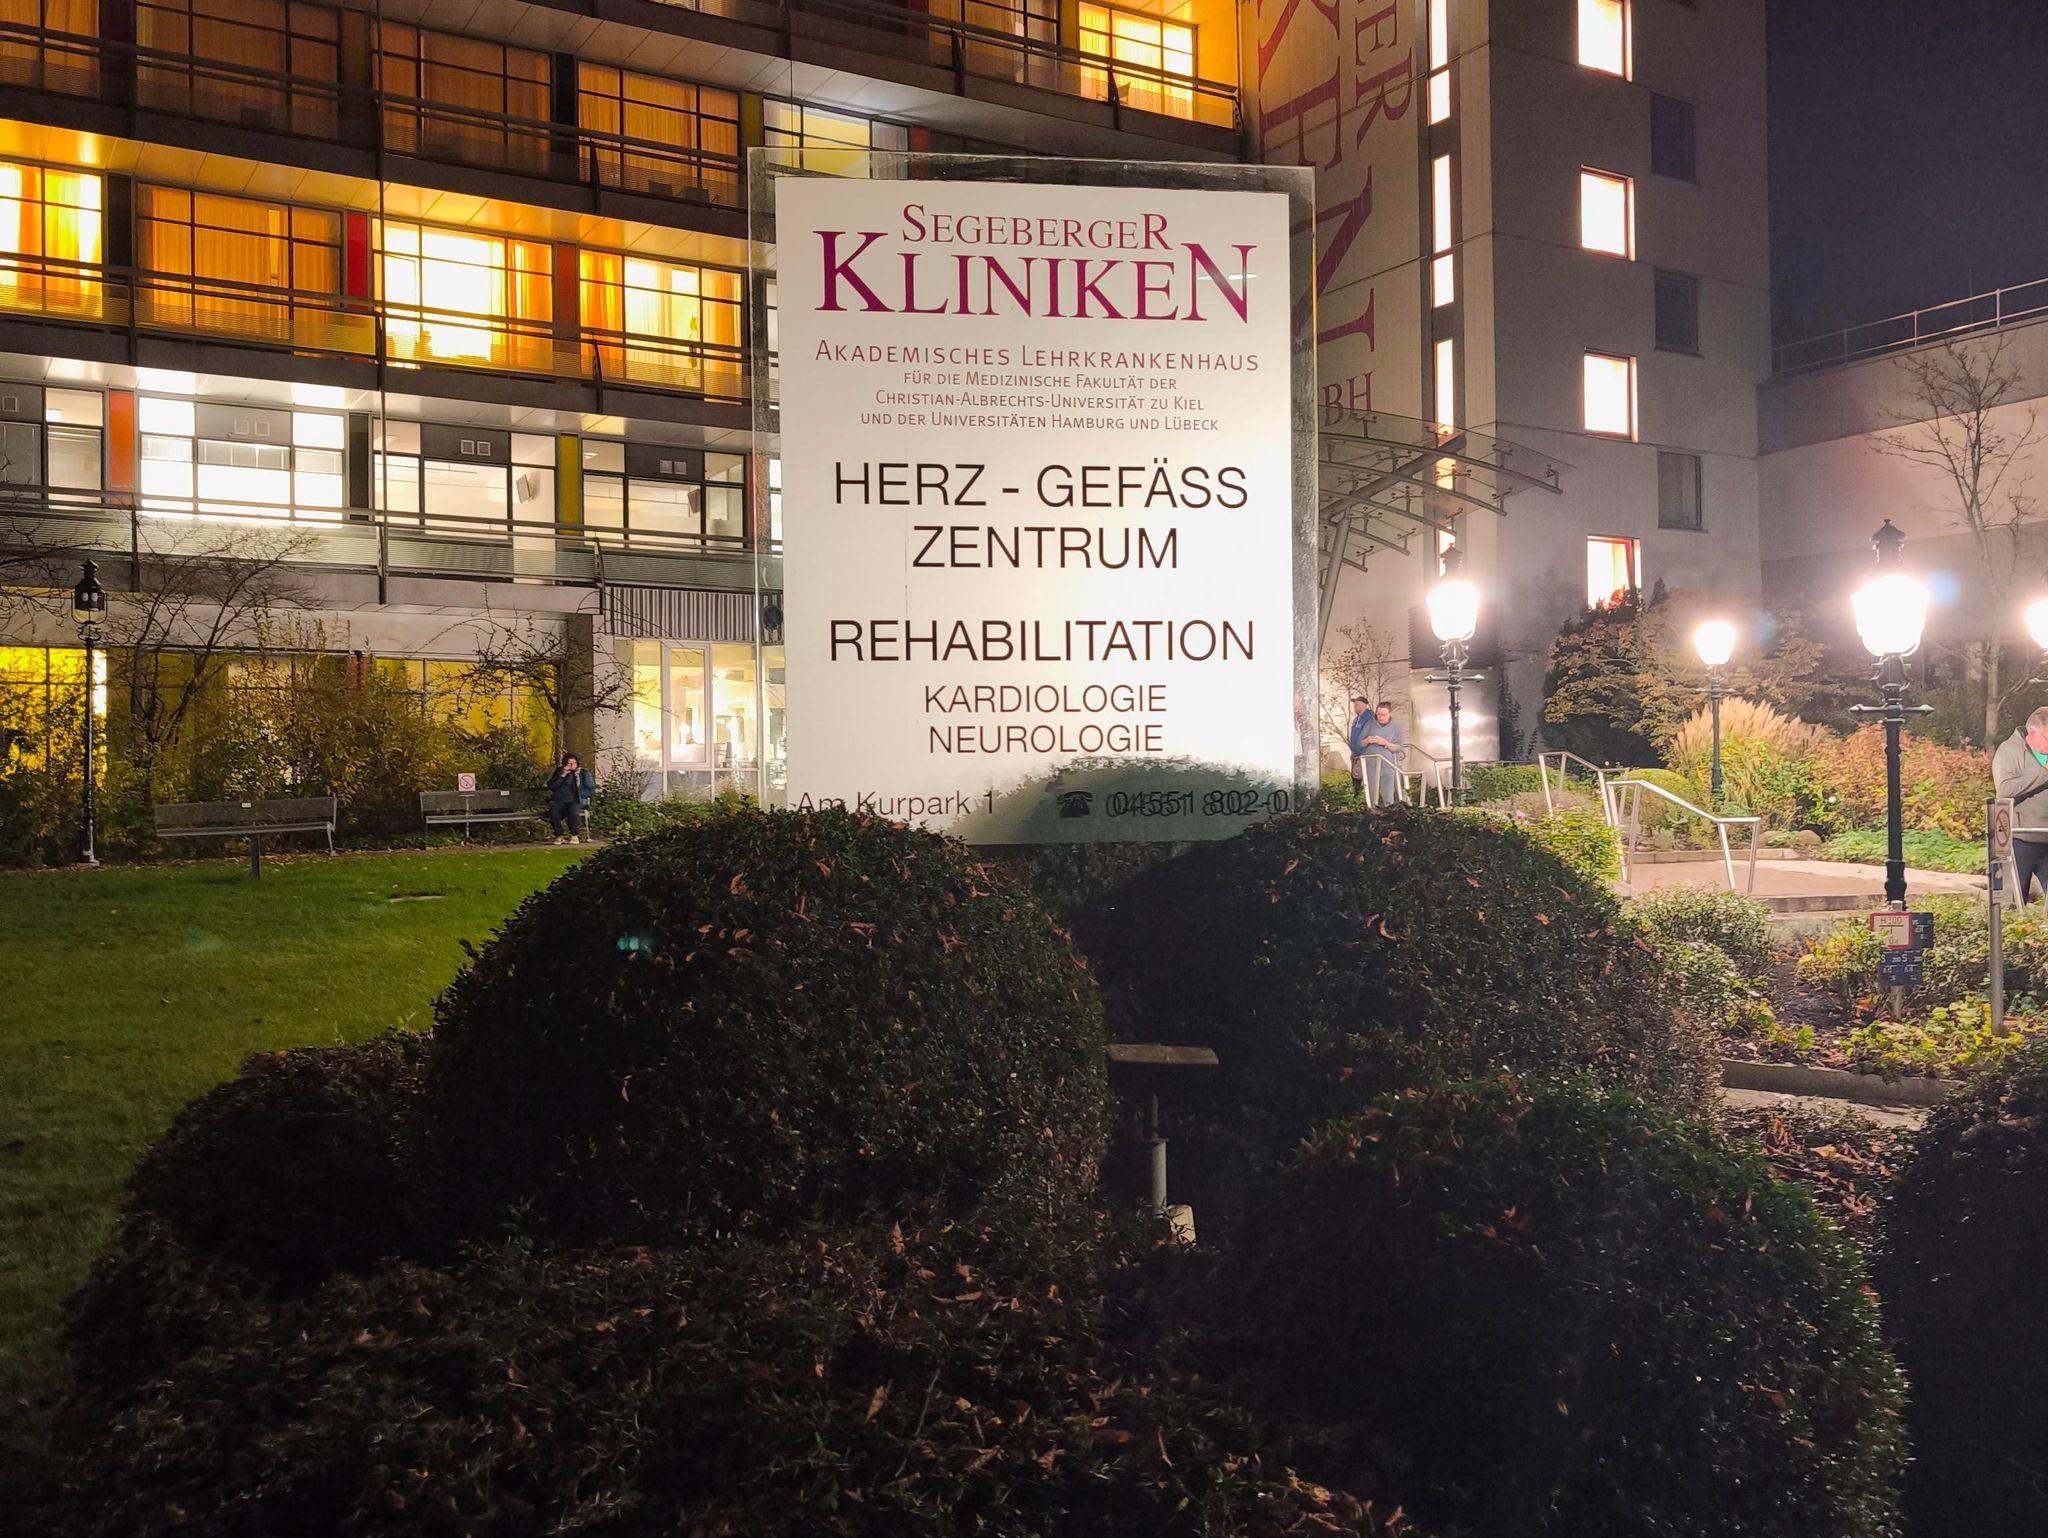 SEGEBERGER
KLINIKEN
AKADEMISCHES LEHRKRANKENHAUS
FÜR DIE MEDIZINISCHE FAKULTÄT DER
CHRISTIAN-ALBRECHTS-UNIVERSITÄT ZU KIEL
UND DER UNIVERSITÄTEN HAMBURG UND LÜBECK
HERZ - GEFÄSS
ZENTRUM
REHABILITATION
KARDIOLOGIE
NEUROLOGIE
Am Kurpark 1 ☎ 04551 802-0